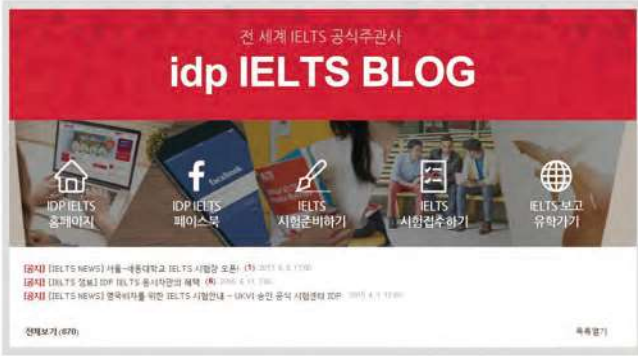 전 세계 IELTS 공식주관사
idp IELTS BLOG
IDP IELTS
홈페이지
facebook
IDP IELTS
페이스북
IELTS
시험준비하기
IELTS
시험접수하기
IELTS 보고
유학가기
[공지] [IELTS NEWS] 서울-세종대학교 IELTS 시험장 오픈! (1)
[공지] [IELTS 정보] IDP IELTS 응시자만의 혜택
[공지] [IELTS NEWS] 영국비자를 위한 IELTS 시험안내 - UKVI 승인 공식 시험센터 IDP
전체보기 (670)
목록열기